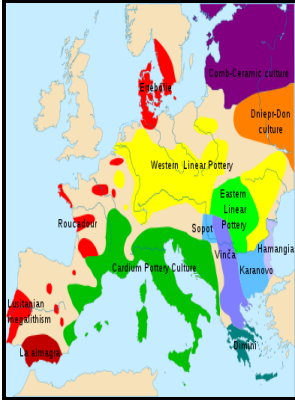 Comb-Ceramic culture
Ertebölle
Dniepr-Don
culture
Western Linear Pottery
Eastern
Linear
Pottery
Roucadour
Sopot
Vinča
Hamangia
Cardium Pottery Culture
Karanovo
Lusitanian
megalithism
La almagra
Dimini